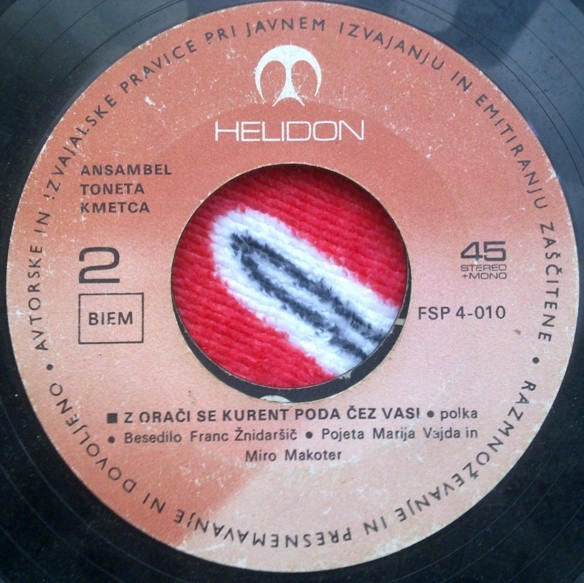 AVTORSKE IN IZVAJALSKE PRAVICE PRI JAVNEM IZVAJANJU IN EMITIRANJU ZAŠČITENE • RAZMNOŽEVANJE IN PRESNEMAVANJE NI DOVOLJENO •
HELIDON
ANSAMBEL
TONETA
KMETCA
2
BIEM
45
STEREO
+MONO
FSP 4-010
■ Z ORAČI SE KURENT PODA ČEZ VASI • polka
• Besedilo Franc Žnidaršič • Pojeta Marija Vajda in
Miro Makoter